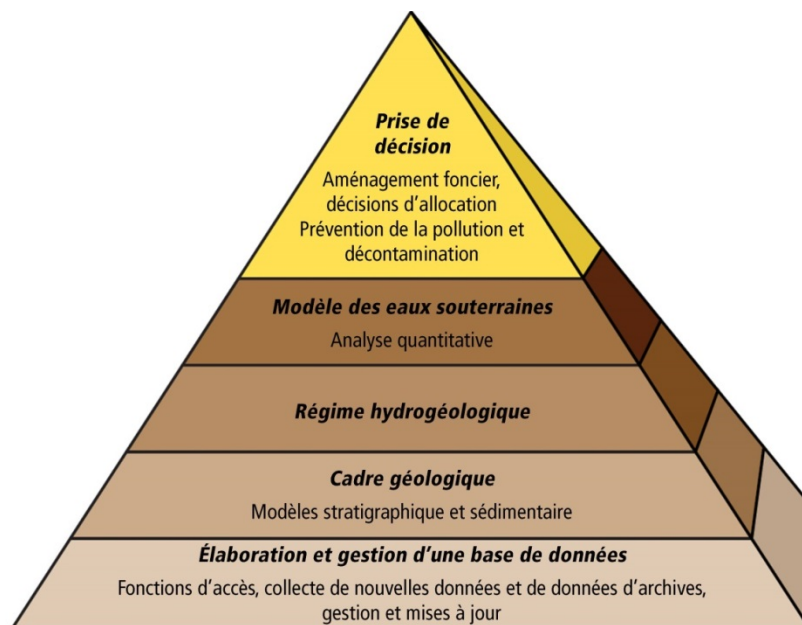 Prise de
décision
Aménagement foncier,
décisions d'allocation
Prévention de la pollution et
décontamination
Modèle des eaux souterraines
Analyse quantitative
Régime hydrogéologique
Cadre géologique
Modèles stratigraphique et sédimentaire
Élaboration et gestion d'une base de données
Fonctions d'accès, collecte de nouvelles données et de données d'archives,
gestion et mises à jour